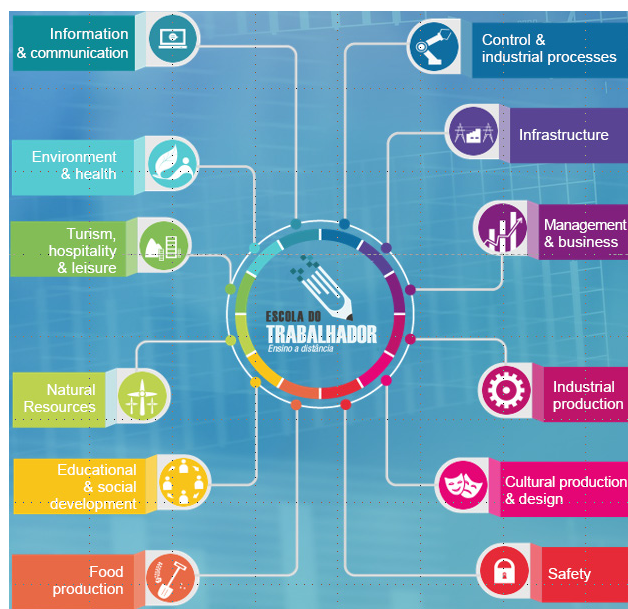 Information
& communication
Control &
industrial processes
Infrastructure
Environment
& health
Management
& business
Turism,
hospitality
& leisure
ESCOLA DO
TRABALHADOR
Ensino a distância
Natural
Resources
Industrial
production
Educational
& social
development
Cultural production
& design
Food
production
Safety